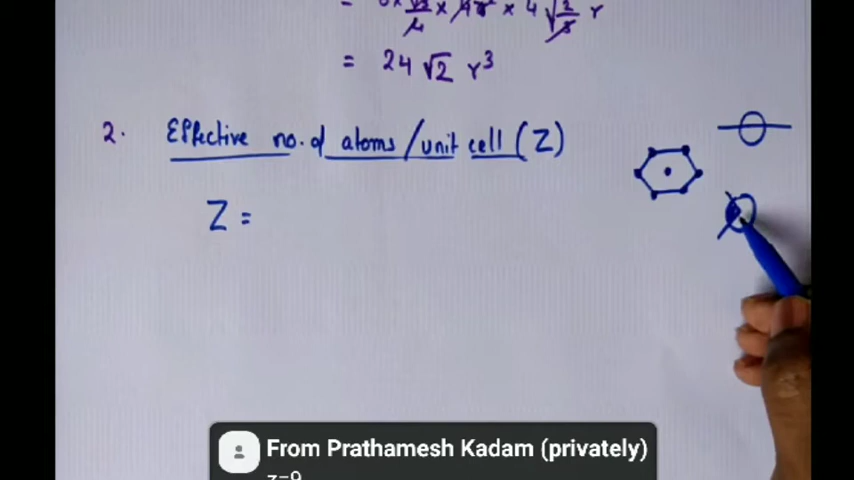 = 24 √2 r³
2. Effective no. of atoms/unit cell (Z)
Z =
From Prathamesh Kadam (privately)